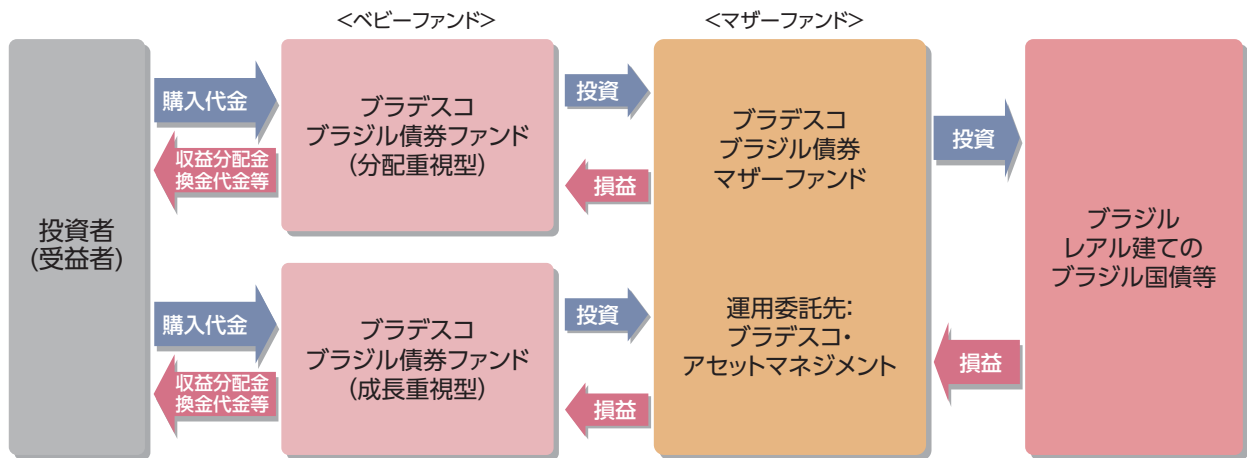 <ベビーファンド>
<マザーファンド>
投資者
(受益者)
購入代金
収益分配金
換金代金等
ブラデスコ
ブラジル債券ファンド
(分配重視型)
投資
損益
購入代金
収益分配金
換金代金等
ブラデスコ
ブラジル債券ファンド
(成長重視型)
投資
損益
ブラデスコ
ブラジル債券
マザーファンド
運用委託先:
ブラデスコ・
アセットマネジメント
投資
損益
ブラジル
レアル建ての
ブラジル国債等